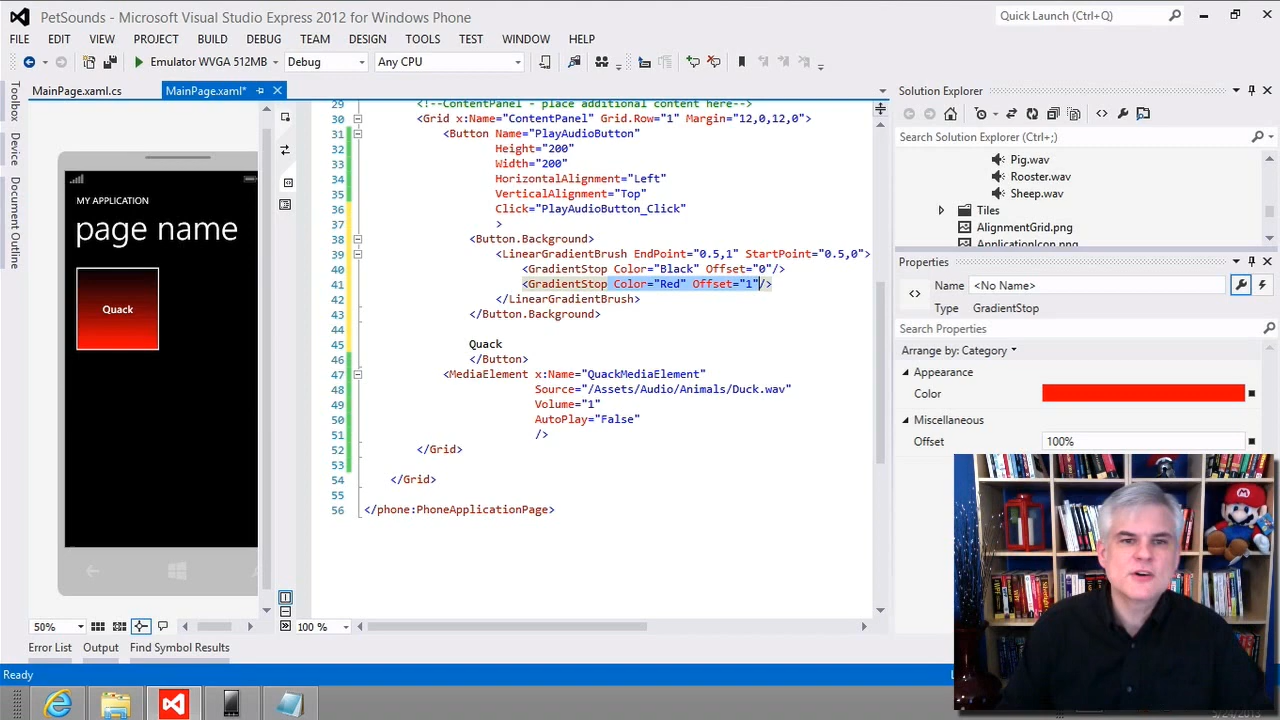 PetSounds - Microsoft Visual Studio Express 2012 for Windows Phone
Quick Launch (Ctrl+Q)
FILE EDIT VIEW PROJECT BUILD DEBUG TEAM DESIGN TOOLS TEST WINDOW HELP
Emulator WVGA 512MB Debug Any CPU
Toolbox
Device
Document Outline
MainPage.xaml.cs MainPage.xaml*
MY APPLICATION
page name
Quack
29 <!--ContentPanel - place additional content here-->
30 <Grid x:Name="ContentPanel" Grid.Row="1" Margin="12,0,12,0">
31 <Button Name="PlayAudioButton"
32 Height="200"
33 Width="200"
34 HorizontalAlignment="Left"
35 VerticalAlignment="Top"
36 Click="PlayAudioButton_Click"
37 >
38 <Button.Background>
39 <LinearGradientBrush EndPoint="0.5,1" StartPoint="0.5,0">
40 <GradientStop Color="Black" Offset="0"/>
41 <GradientStop Color="Red" Offset="1"/>
42 </LinearGradientBrush>
43 </Button.Background>
44
45 Quack
46 </Button>
47 <MediaElement x:Name="QuackMediaElement"
48 Source="/Assets/Audio/Animals/Duck.wav"
49 Volume="1"
50 AutoPlay="False"
51 />
52 </Grid>
53
54 </Grid>
55
56 </phone:PhoneApplicationPage>
50%
100 %
Solution Explorer
Search Solution Explorer (Ctrl+;)
Pig.wav
Rooster.wav
Sheep.wav
Tiles
AlignmentGrid.png
ApplicationIcon.png
Properties
Name <No Name>
Type GradientStop
Search Properties
Arrange by: Category
Appearance
Color
Miscellaneous
Offset 100%
Error List Output Find Symbol Results
Ready